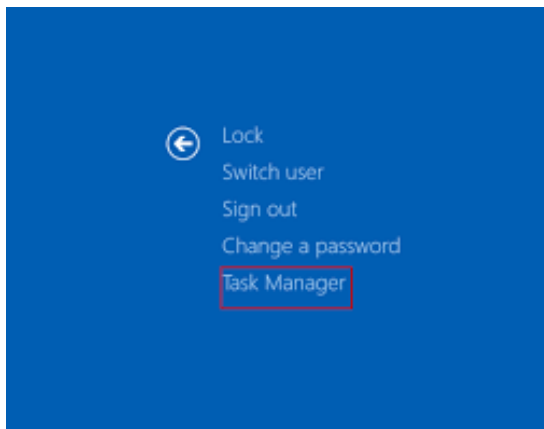 Lock
Switch user
Sign out
Change a password
Task Manager